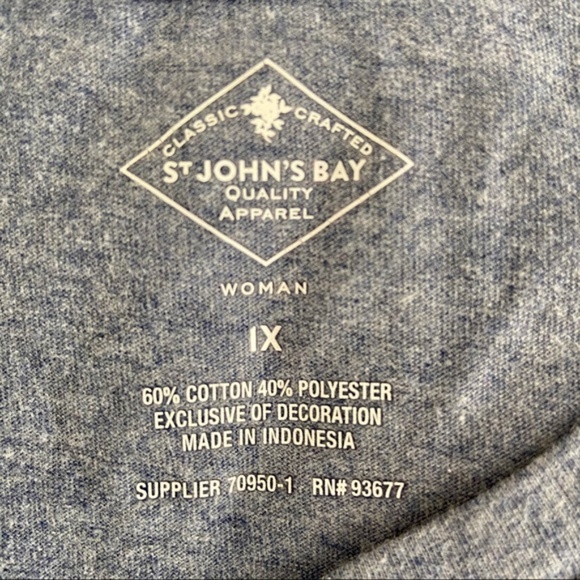 CLASSIC CRAFTED
ST JOHN'S BAY
QUALITY
APPAREL
WOMAN
1X
60% COTTON 40% POLYESTER
EXCLUSIVE OF DECORATION
MADE IN INDONESIA
SUPPLIER 70950-1 RN# 93677